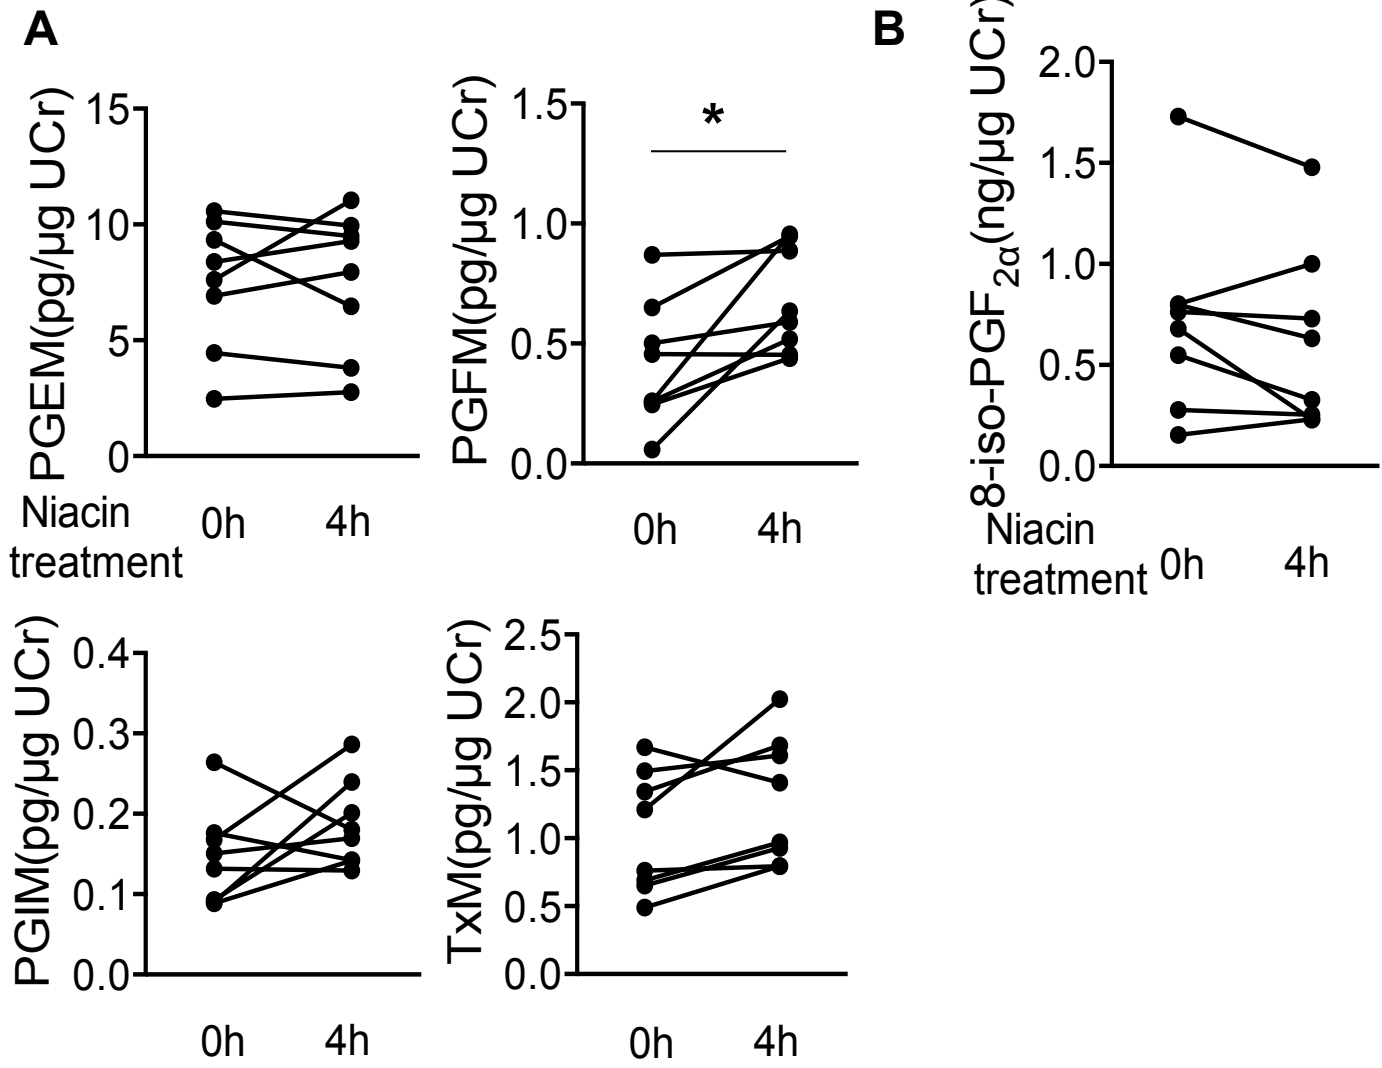 A
B
PGEM(pg/µg UCr)
15
10
5
0
Niacin
treatment
0h
4h
PGFM(pg/µg UCr)
1.5
1.0
0.5
0.0
*
0h
4h
8-iso-PGF2α(ng/µg UCr)
2.0
1.5
1.0
0.5
0.0
Niacin
treatment
0h
4h
PGIM(pg/µg UCr)
0.4
0.3
0.2
0.1
0.0
0h
4h
TxM(pg/µg UCr)
2.5
2.0
1.5
1.0
0.5
0.0
0h
4h